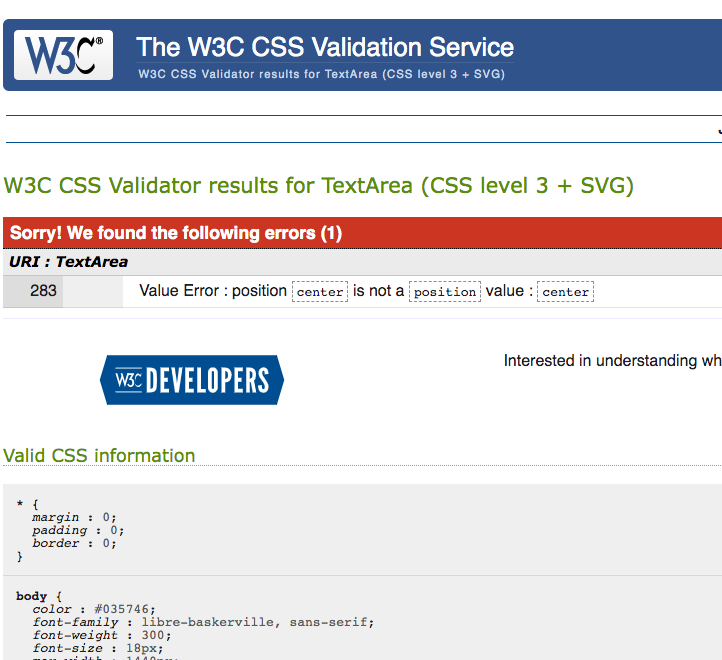 W3C®
The W3C CSS Validation Service
W3C CSS Validator results for TextArea (CSS level 3 + SVG)
W3C CSS Validator results for TextArea (CSS level 3 + SVG)
Sorry! We found the following errors (1)
URI : TextArea
283 Value Error : position center is not a position value : center
W3C DEVELOPERS
Interested in understanding wh
Valid CSS information
* {
margin : 0;
padding : 0;
border : 0;
}
body {
color : #035746;
font-family : libre-baskerville, sans-serif;
font-weight : 300;
font-size : 18px;
max-width : 1440px;